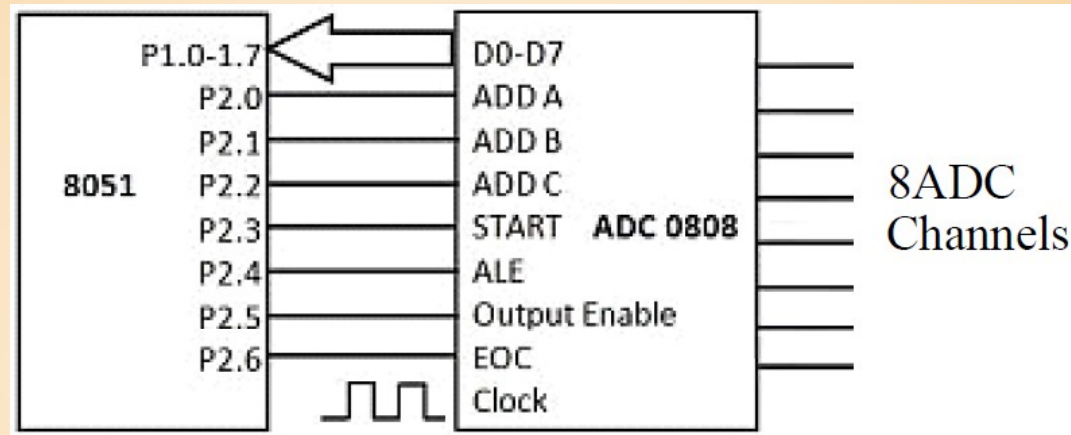 P1.0-1.7
P2.0
P2.1
8051 P2.2
P2.3
P2.4
P2.5
P2.6
D0-D7
ADD A
ADD B
ADD C
START ADC 0808
ALE
Output Enable
EOC
Clock
8ADC
Channels